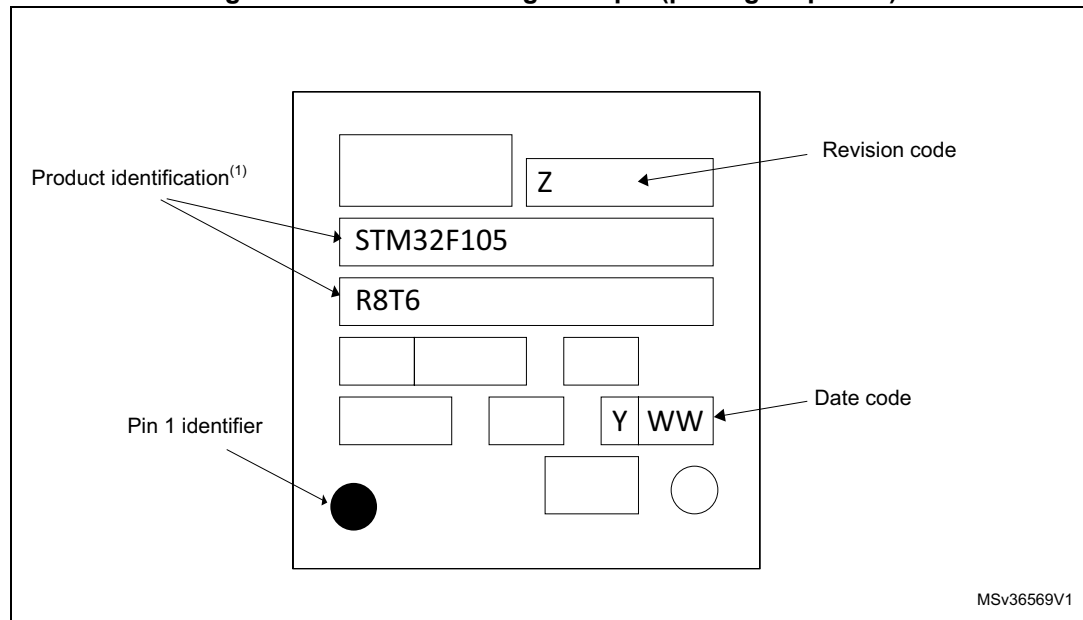 Revision code
Product identification(1)
Z
STM32F105
R8T6
Date code
Y WW
Pin 1 identifier
MSv36569V1